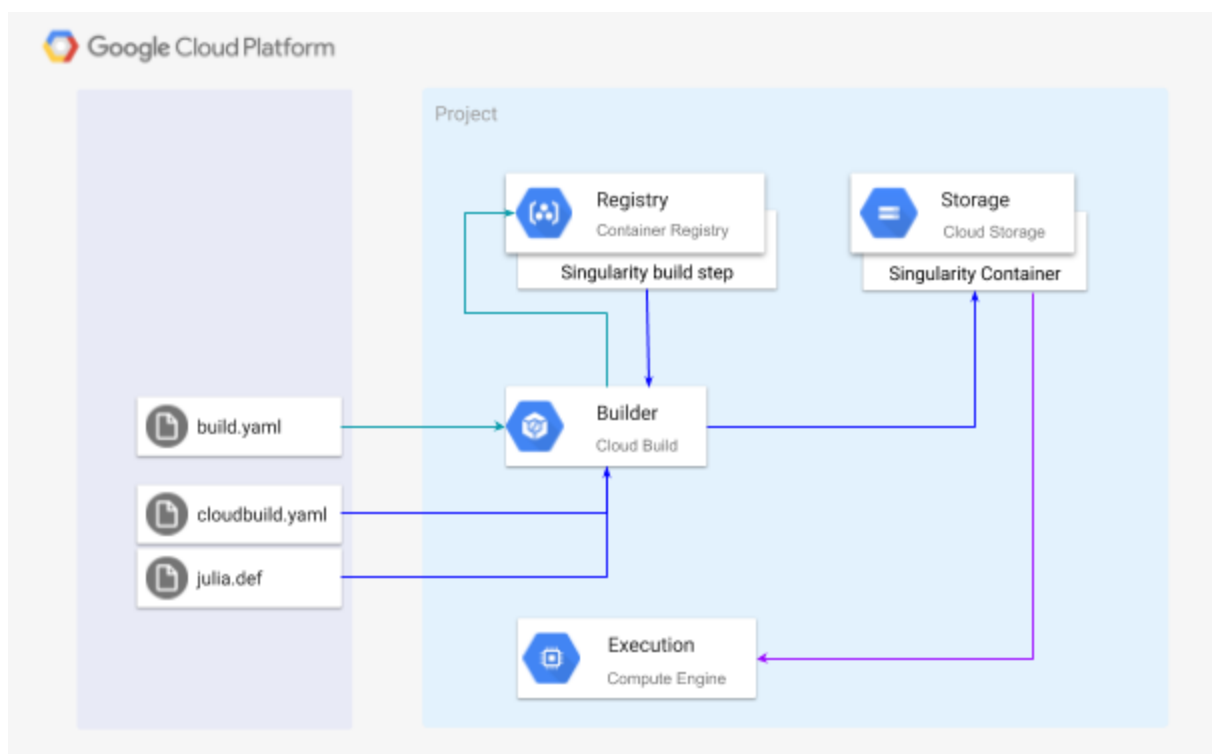 Google Cloud Platform
Project
Registry
Container Registry
Singularity build step
Storage
Cloud Storage
Singularity Container
build.yaml
Builder
Cloud Build
cloudbuild.yaml
julia.def
Execution
Compute Engine